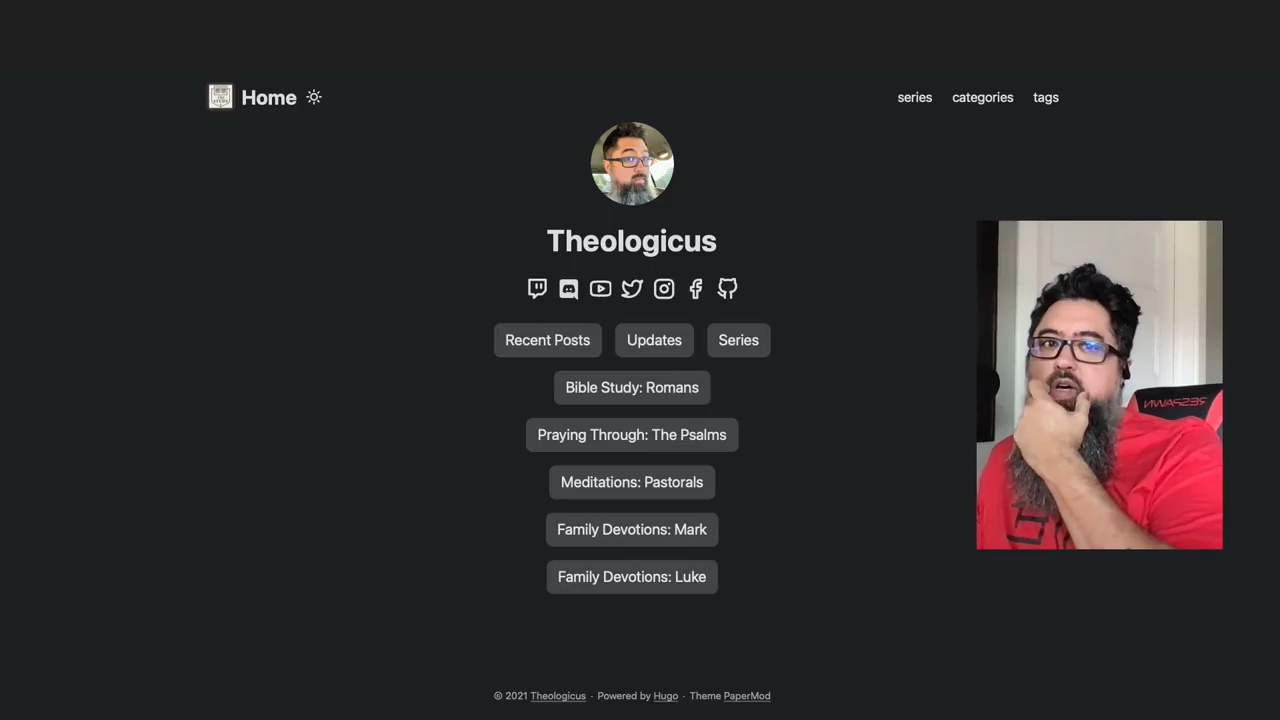 Home
series categories tags
Theologicus
Recent Posts Updates Series
Bible Study: Romans
Praying Through: The Psalms
Meditations: Pastorals
Family Devotions: Mark
Family Devotions: Luke
RESPAWN
© 2021 Theologicus · Powered by Hugo · Theme PaperMod